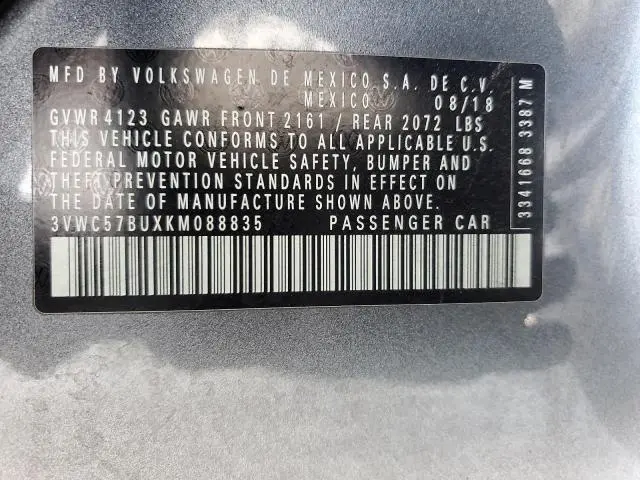 MFD BY VOLKSWAGEN DE MEXICO S.A. DE C.V.
MEXICO 08/18
GVWR 4123 GAWR FRONT 2161 / REAR 2072 LBS
THIS VEHICLE CONFORMS TO ALL APPLICABLE U.S.
FEDERAL MOTOR VEHICLE SAFETY, BUMPER AND
THEFT PREVENTION STANDARDS IN EFFECT ON
THE DATE OF MANUFACTURE SHOWN ABOVE.
3VWC57BUXKM088835 PASSENGER CAR
3341668 3387 M